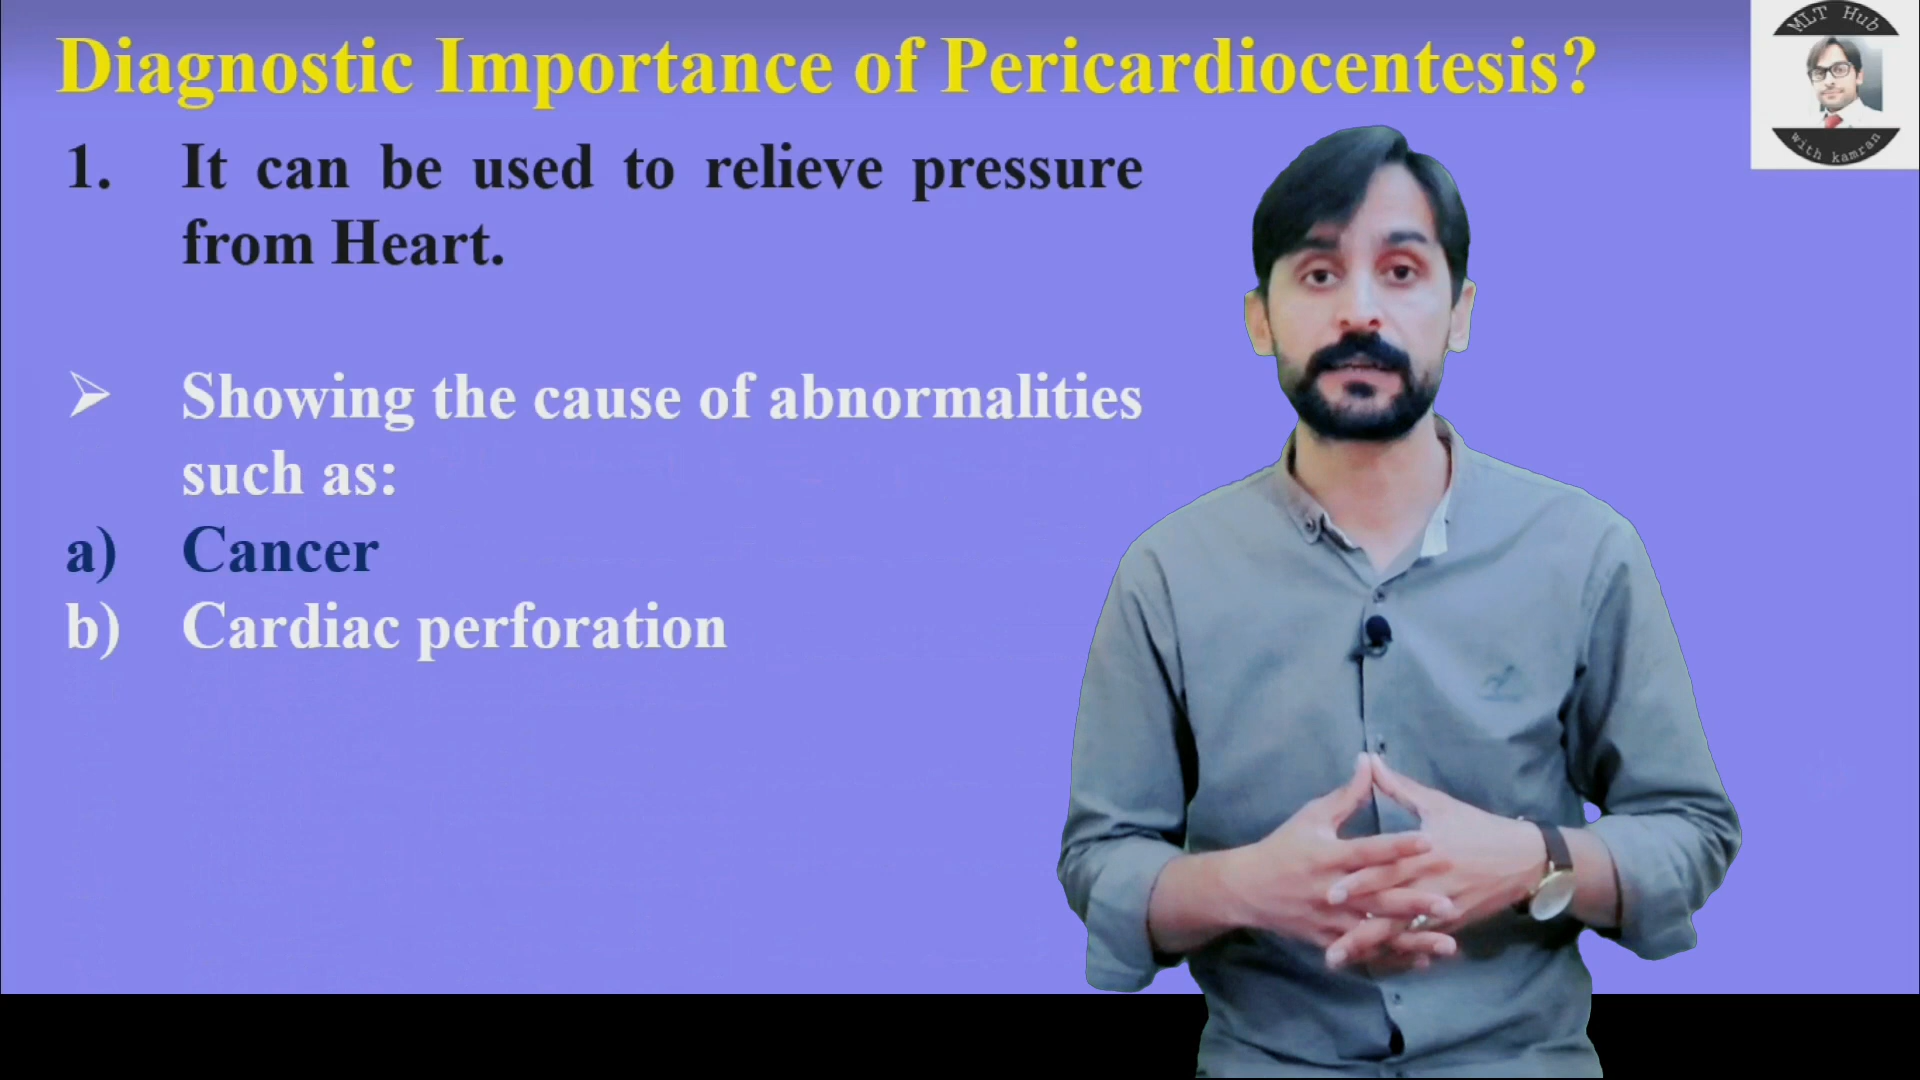 Diagnostic Importance of Pericardiocentesis?
MLT Hub
with kamran
1. It can be used to relieve pressure
from Heart.
➢ Showing the cause of abnormalities
such as:
a) Cancer
b) Cardiac perforation